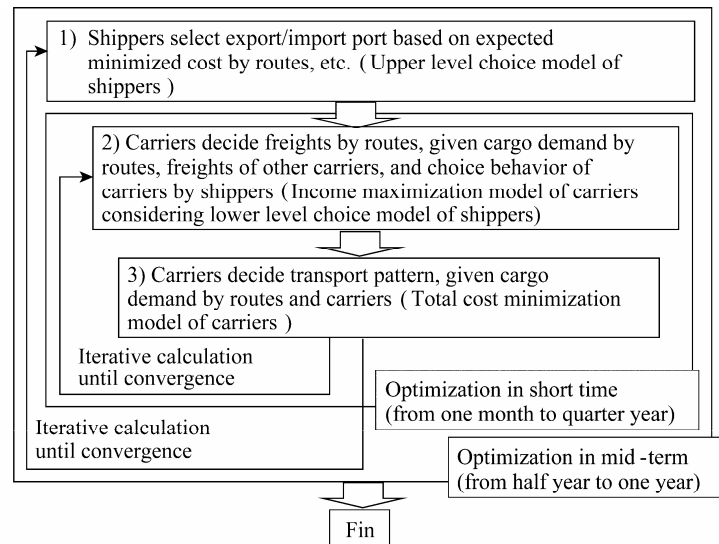 1) Shippers select export/import port based on expected
minimized cost by routes, etc. ( Upper level choice model of
shippers )
2) Carriers decide freights by routes, given cargo demand by
routes, freights of other carriers, and choice behavior of
carriers by shippers ( Income maximization model of carriers
considering lower level choice model of shippers)
3) Carriers decide transport pattern, given cargo
demand by routes and carriers ( Total cost minimization
model of carriers )
Iterative calculation
until convergence
Optimization in short time
(from one month to quarter year)
Iterative calculation
until convergence
Optimization in mid -term
(from half year to one year)
Fin